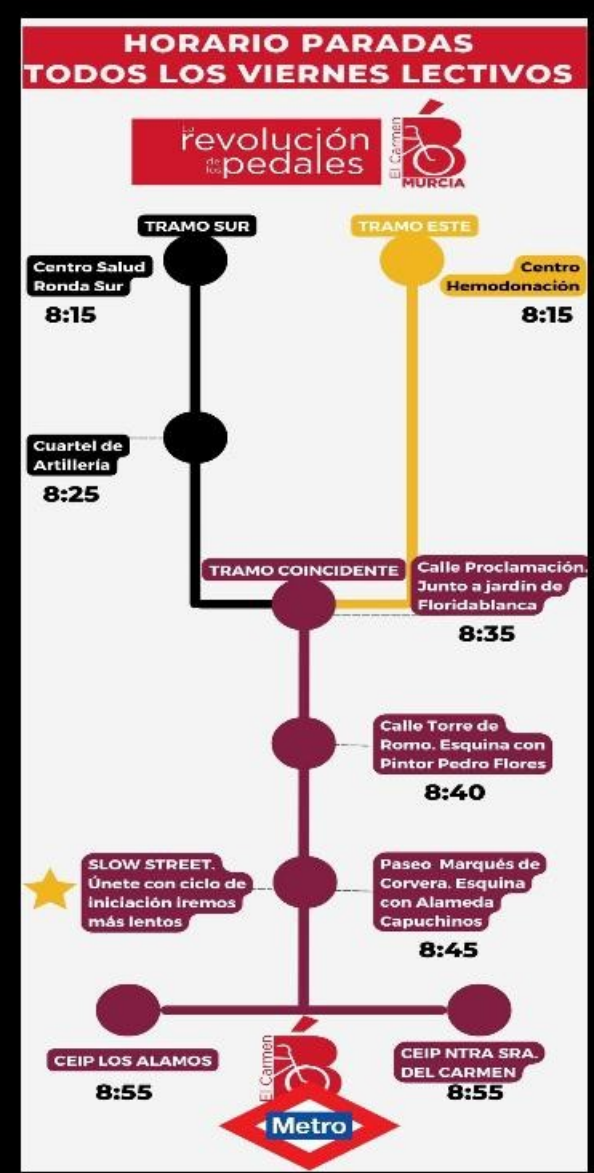 HORARIO PARADAS
TODOS LOS VIERNES LECTIVOS
La
revolución
de los
pedales
El Carmen
B
MURCIA
TRAMO SUR
TRAMO ESTE
Centro Salud
Ronda Sur
8:15
Centro
Hemodonación
8:15
Cuartel de
Artillería
8:25
TRAMO COINCIDENTE
Calle Proclamación.
Junto a jardín de
Floridablanca
8:35
Calle Torre de
Romo. Esquina con
Pintor Pedro Flores
8:40
SLOW STREET.
Únete con ciclo de
iniciación iremos
más lentos
Paseo Marqués de
Corvera. Esquina
con Alameda
Capuchinos
8:45
CEIP LOS ALAMOS
8:55
CEIP NTRA SRA.
DEL CARMEN
8:55
El Carmen
B
Metro